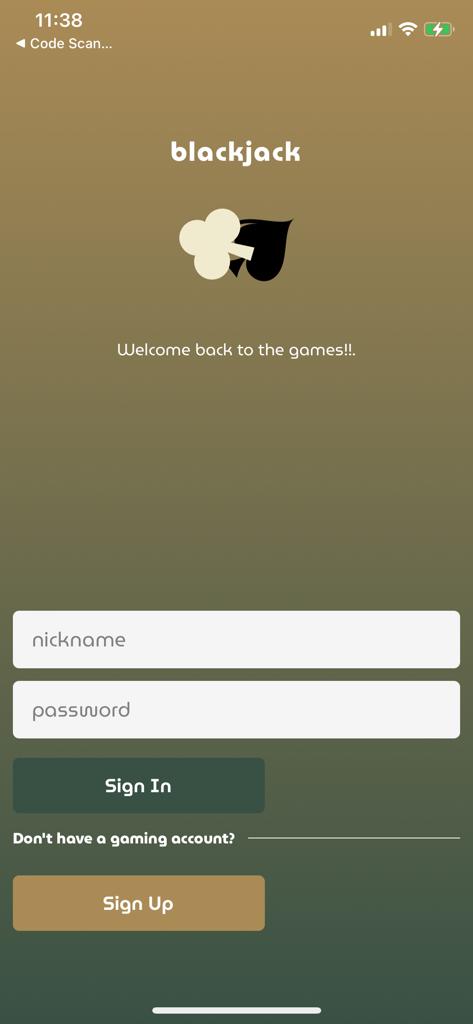 11:38
◀ Code Scan...
blackjack
Welcome back to the games!!.
nickname
password
Sign In
Don't have a gaming account?
Sign Up